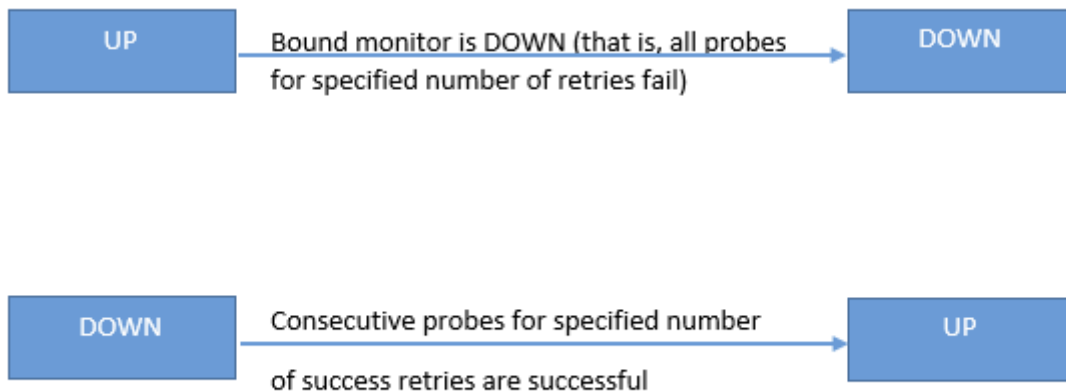 UP
Bound monitor is DOWN (that is, all probes
for specified number of retries fail)
DOWN
DOWN
Consecutive probes for specified number
of success retries are successful
UP